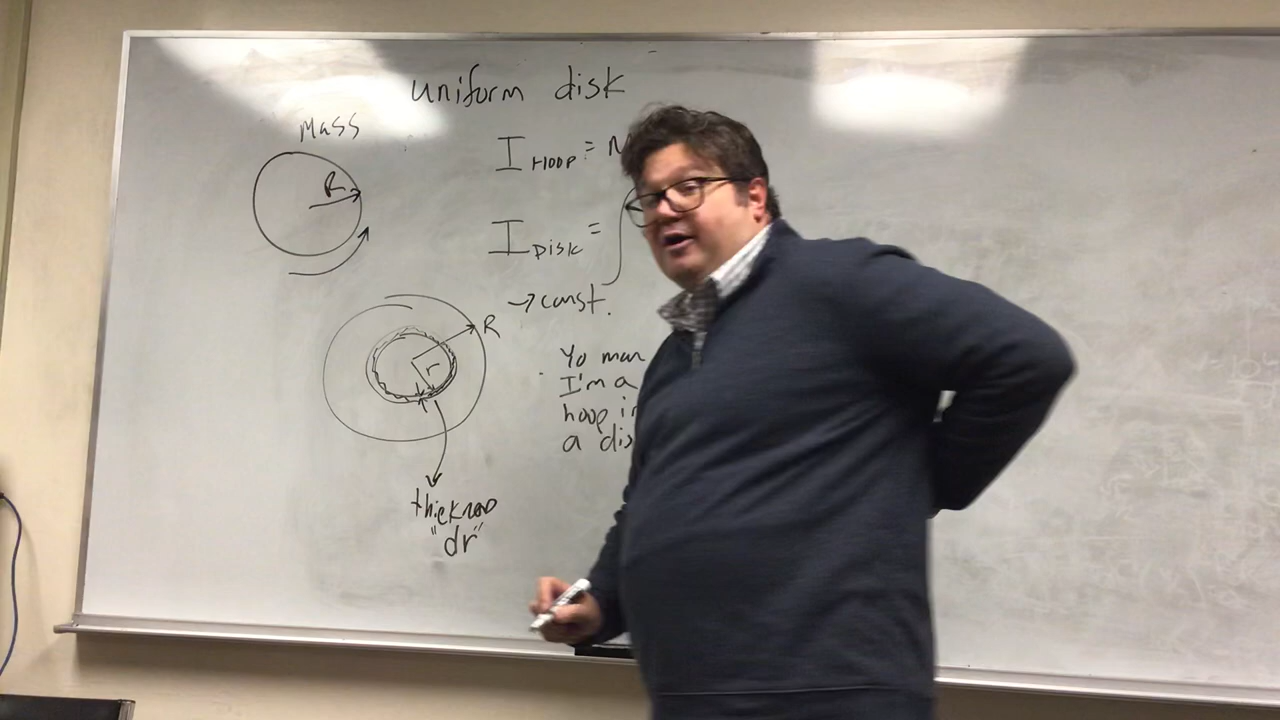 uniform disk
Mass
R
I HOOP = M
I DISK =
→ const.
R
r
Yo man
I'm a
hoop in
a dis
thickness
"dr"